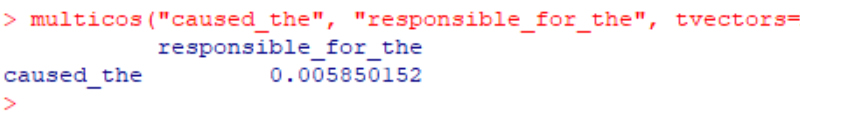 > multicos("caused_the", "responsible_for_the", tvectors=
responsible_for_the
caused_the 0.005850152
>